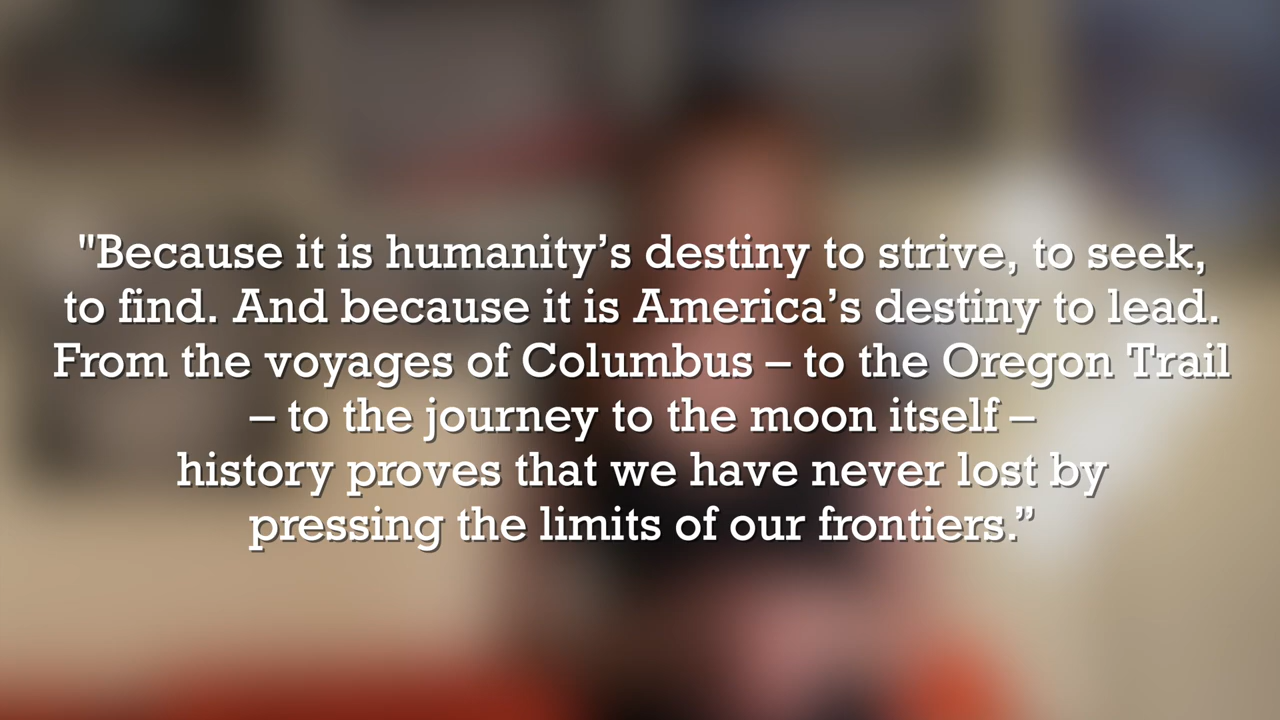 "Because it is humanity’s destiny to strive, to seek,
to find. And because it is America’s destiny to lead.
From the voyages of Columbus – to the Oregon Trail
– to the journey to the moon itself –
history proves that we have never lost by
pressing the limits of our frontiers.”